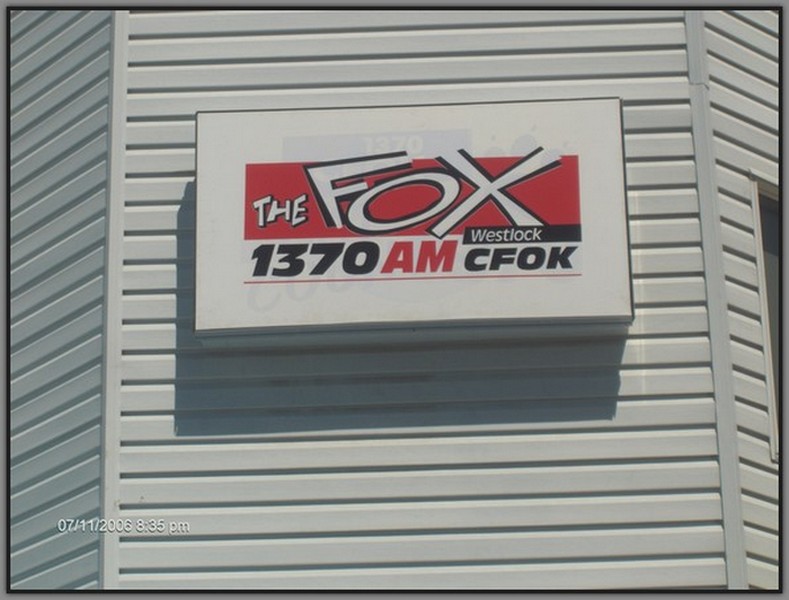 THE FOX
Westlock
1370 AM CFOK
07/11/2006 8:35 pm